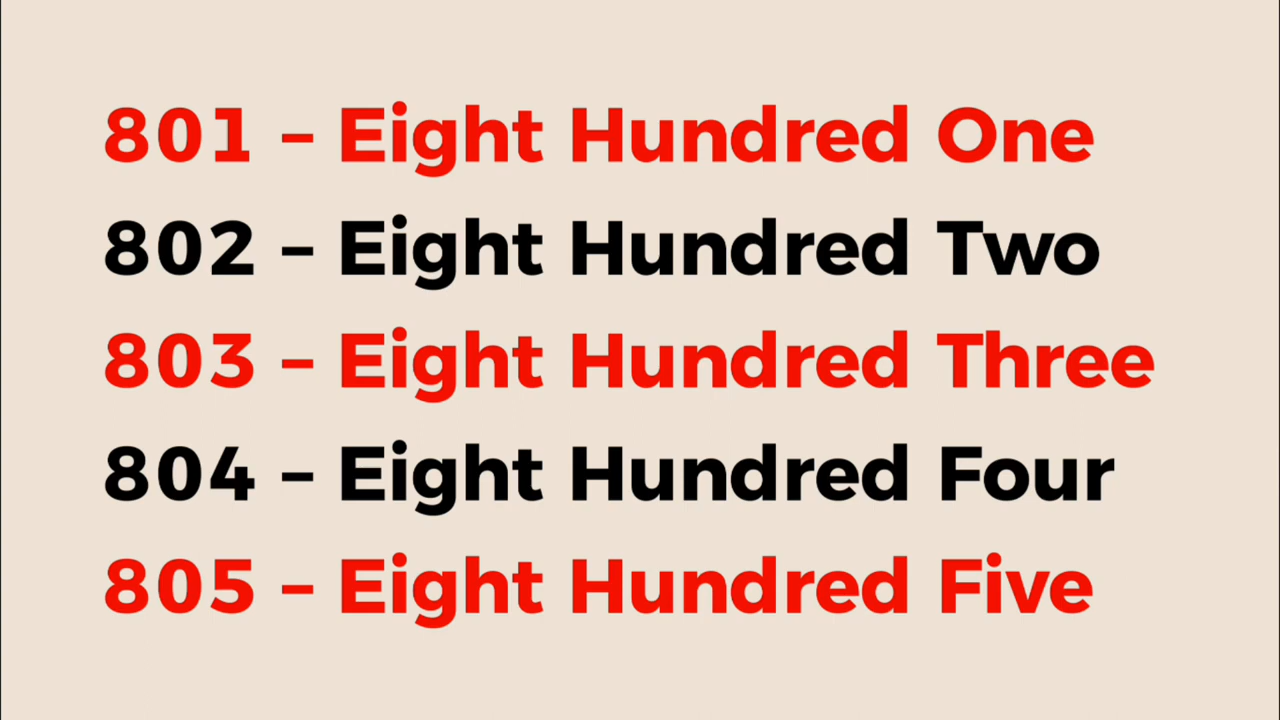 801 – Eight Hundred One
802 – Eight Hundred Two
803 – Eight Hundred Three
804 – Eight Hundred Four
805 – Eight Hundred Five